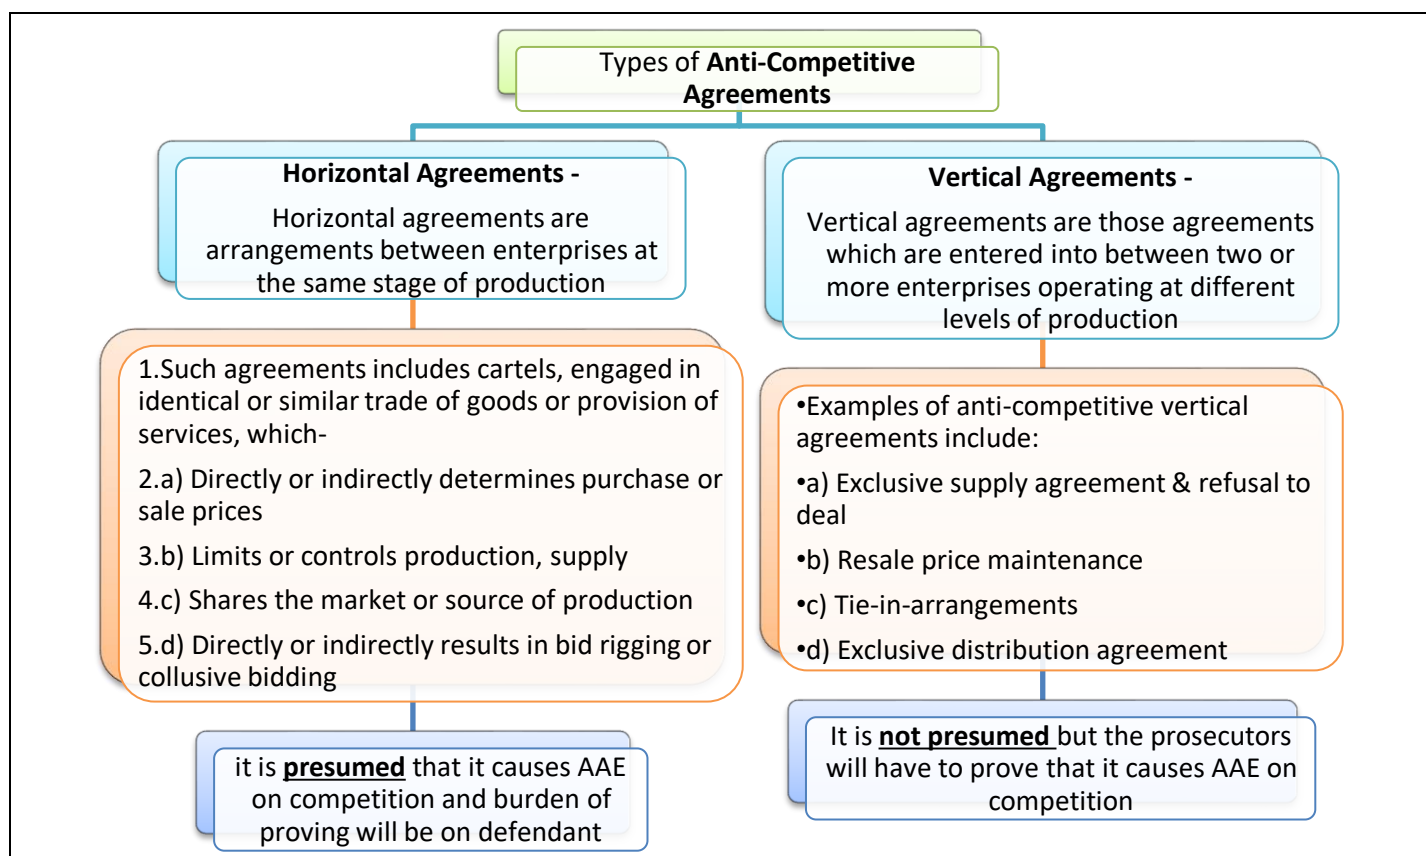 Types of Anti-Competitive
Agreements
Horizontal Agreements -
Horizontal agreements are
arrangements between enterprises at
the same stage of production
1.Such agreements includes cartels, engaged in
identical or similar trade of goods or provision of
services, which-
2.a) Directly or indirectly determines purchase or
sale prices
3.b) Limits or controls production, supply
4.c) Shares the market or source of production
5.d) Directly or indirectly results in bid rigging or
collusive bidding
it is presumed that it causes AAE
on competition and burden of
proving will be on defendant
Vertical Agreements -
Vertical agreements are those agreements
which are entered into between two or
more enterprises operating at different
levels of production
•Examples of anti-competitive vertical
agreements include:
•a) Exclusive supply agreement & refusal to
deal
•b) Resale price maintenance
•c) Tie-in-arrangements
•d) Exclusive distribution agreement
It is not presumed but the prosecutors
will have to prove that it causes AAE on
competition